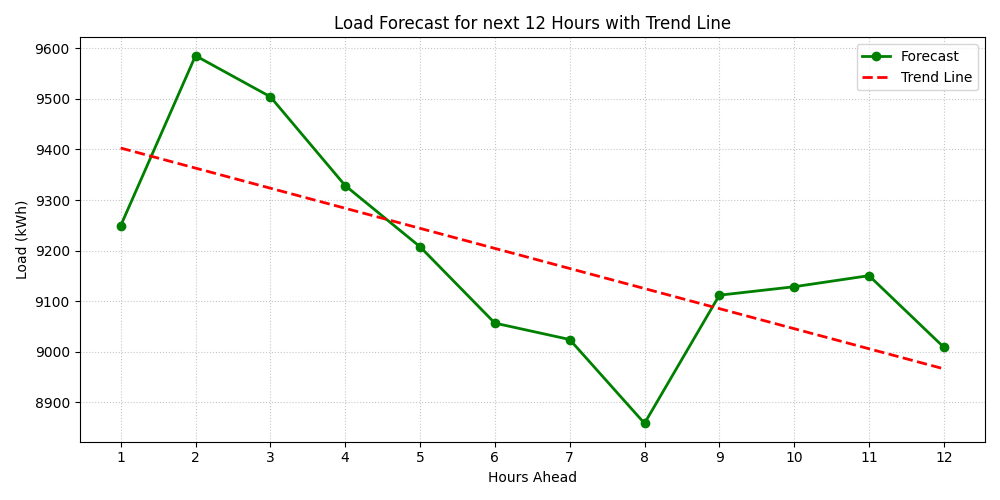 Load Forecast for next 12 Hours with Trend Line
Forecast
Trend Line
Load (kWh)
9600
9500
9400
9300
9200
9100
9000
8900
1 2 3 4 5 6 7 8 9 10 11 12
Hours Ahead